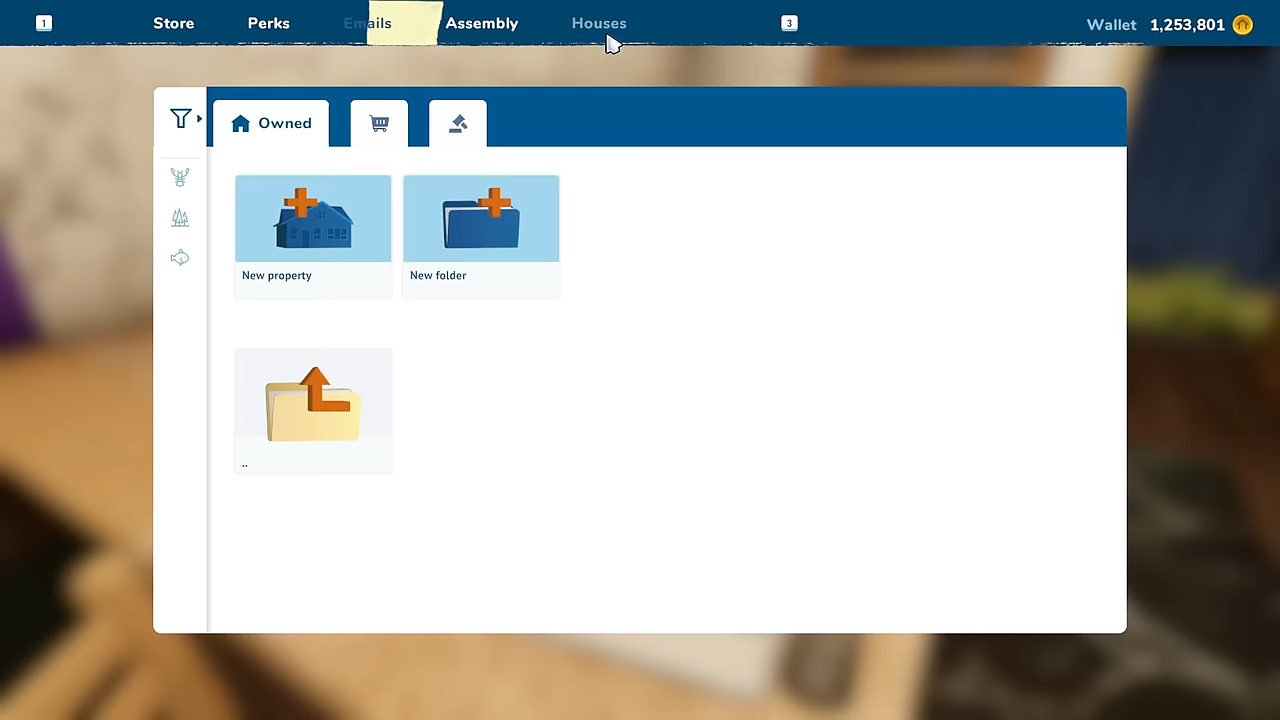 1
Store
Perks
Emails
Assembly
Houses
3
Wallet 1,253,801
Owned
New property
New folder
..